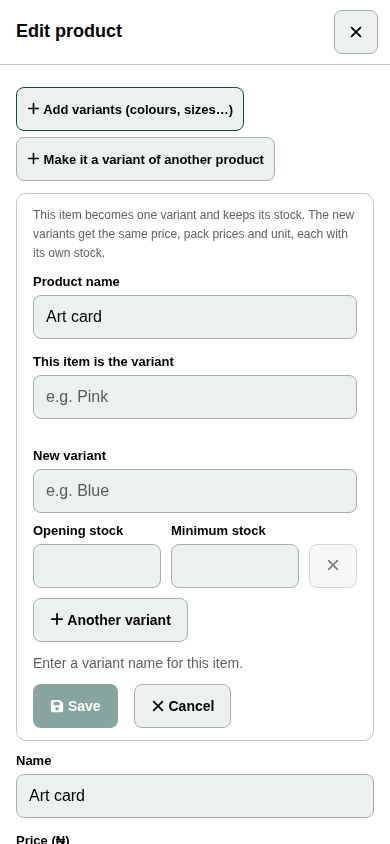 Edit product
Add variants (colours, sizes…)
Make it a variant of another product
This item becomes one variant and keeps its stock. The new
variants get the same price, pack prices and unit, each with
its own stock.
Product name
Art card
This item is the variant
e.g. Pink
New variant
e.g. Blue
Opening stock Minimum stock
Another variant
Enter a variant name for this item.
Save Cancel
Name
Art card
Price (₦)